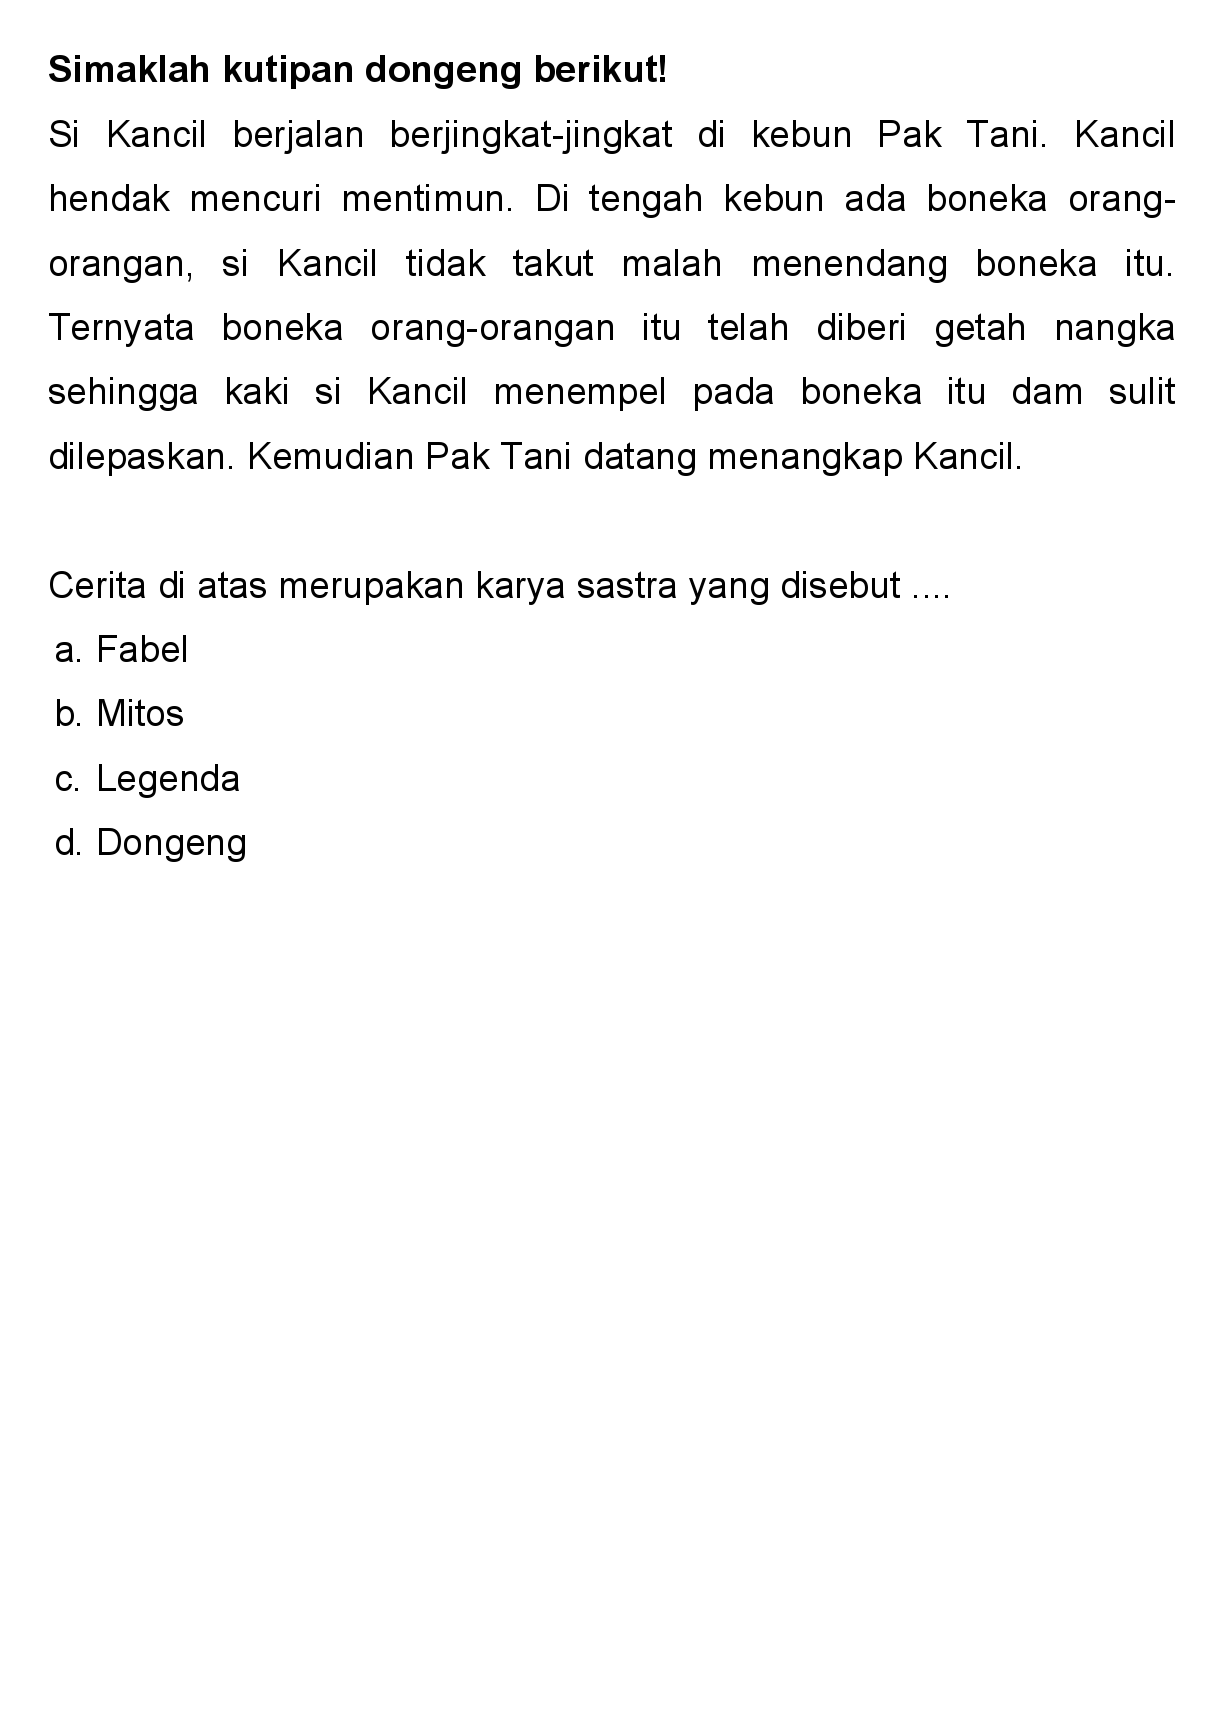 Simaklah kutipan dongeng berikut!
Si Kancil berjalan berjingkat-jingkat di kebun Pak Tani. Kancil
hendak mencuri mentimun. Di tengah kebun ada boneka orang-
orangan, si Kancil tidak takut malah menendang boneka itu.
Ternyata boneka orang-orangan itu telah diberi getah nangka
sehingga kaki si Kancil menempel pada boneka itu dam sulit
dilepaskan. Kemudian Pak Tani datang menangkap Kancil.
Cerita di atas merupakan karya sastra yang disebut ....
a. Fabel
b. Mitos
c. Legenda
d. Dongeng